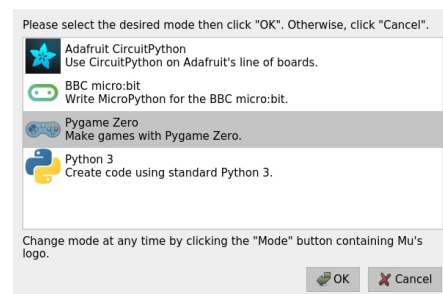 Please select the desired mode then click "OK". Otherwise, click "Cancel".
Adafruit CircuitPython
Use CircuitPython on Adafruit's line of boards.
BBC micro:bit
Write MicroPython for the BBC micro:bit.
Pygame Zero
Make games with Pygame Zero.
Python 3
Create code using standard Python 3.
Change mode at any time by clicking the "Mode" button containing Mu's
logo.
OK Cancel